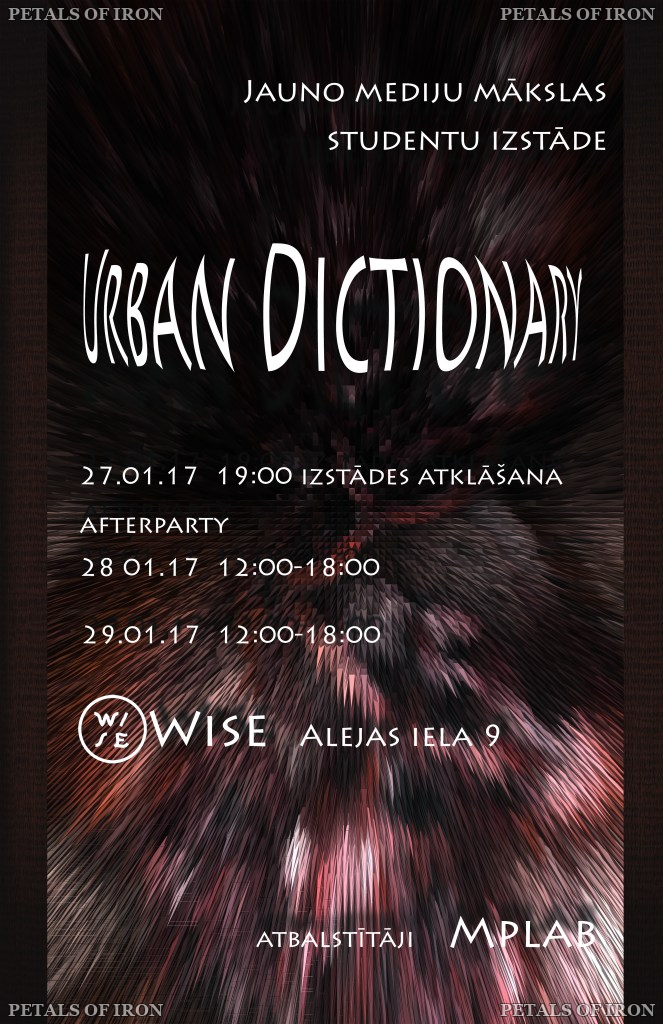 PETALS OF IRON PETALS OF IRON
Jauno mediju mākslas
studentu izstāde
Urban Dictionary
27.01.17 19:00 izstādes atklāšana
afterparty
28 01.17 12:00-18:00
29.01.17 12:00-18:00
WISE Wise Alejas iela 9
atbalstītāji Mplab
PETALS OF IRON PETALS OF IRON